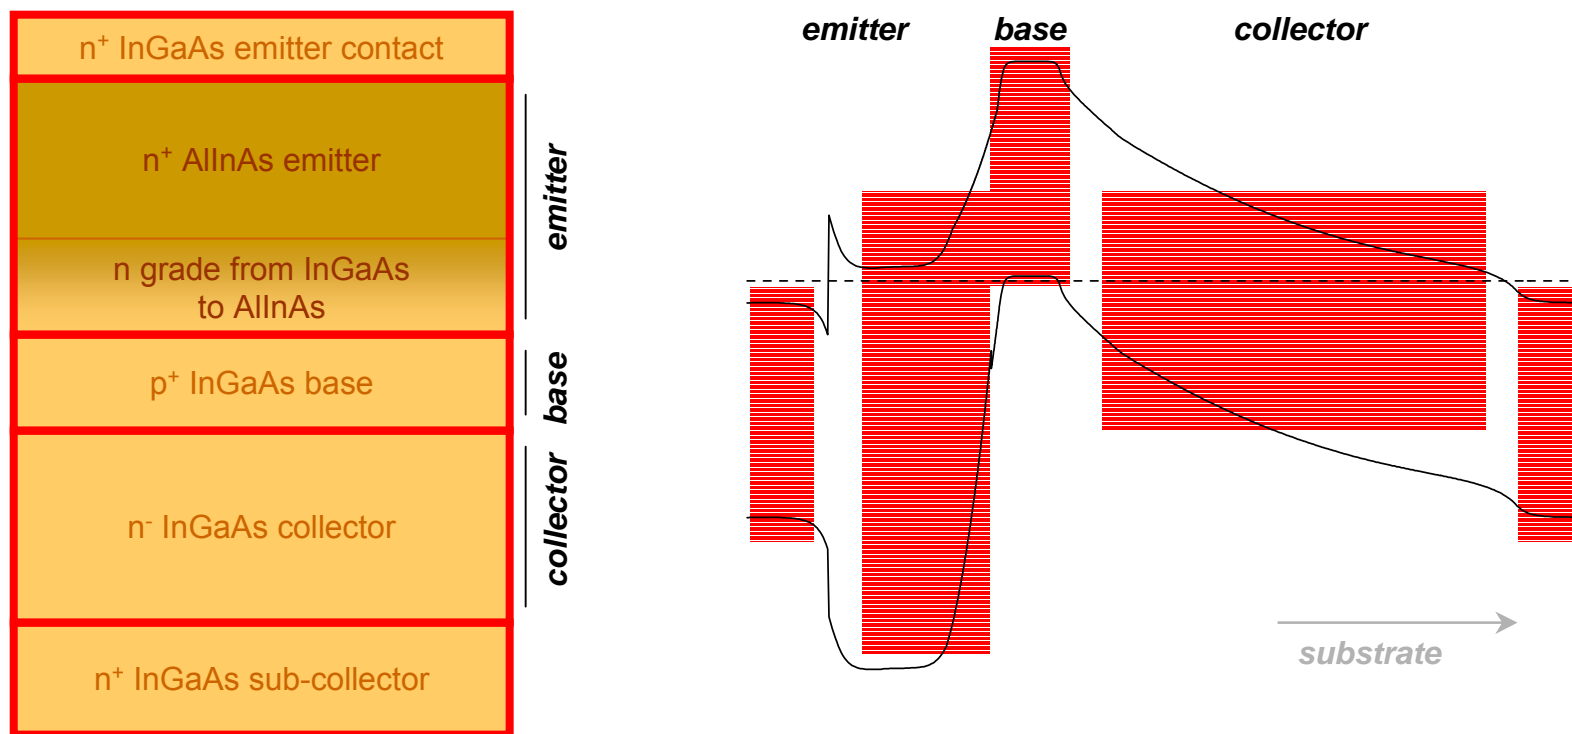 n⁺ InGaAs emitter contact
n⁺ AlInAs emitter
n grade from InGaAs
to AlInAs
p⁺ InGaAs base
n⁻ InGaAs collector
n⁺ InGaAs sub-collector
emitter
base
collector
emitter
base
collector
substrate